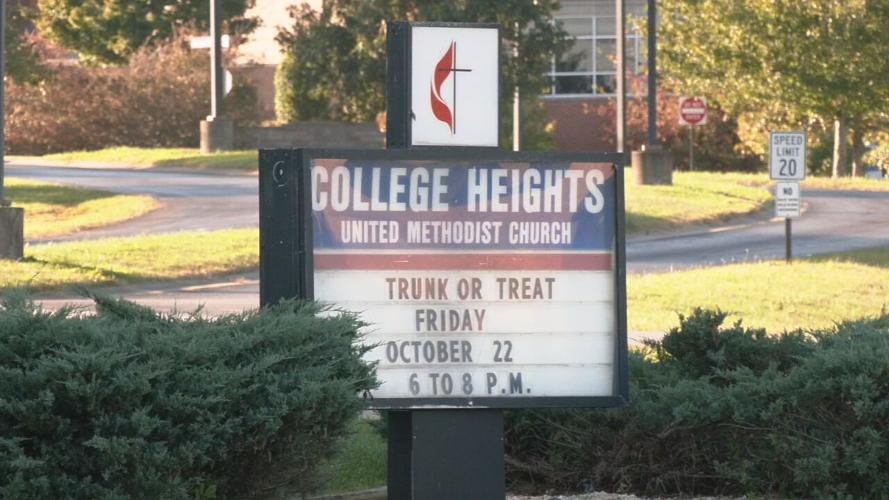 COLLEGE HEIGHTS
UNITED METHODIST CHURCH
TRUNK OR TREAT
FRIDAY
OCTOBER 22
6 TO 8 P.M.
SPEED
LIMIT
20
NO